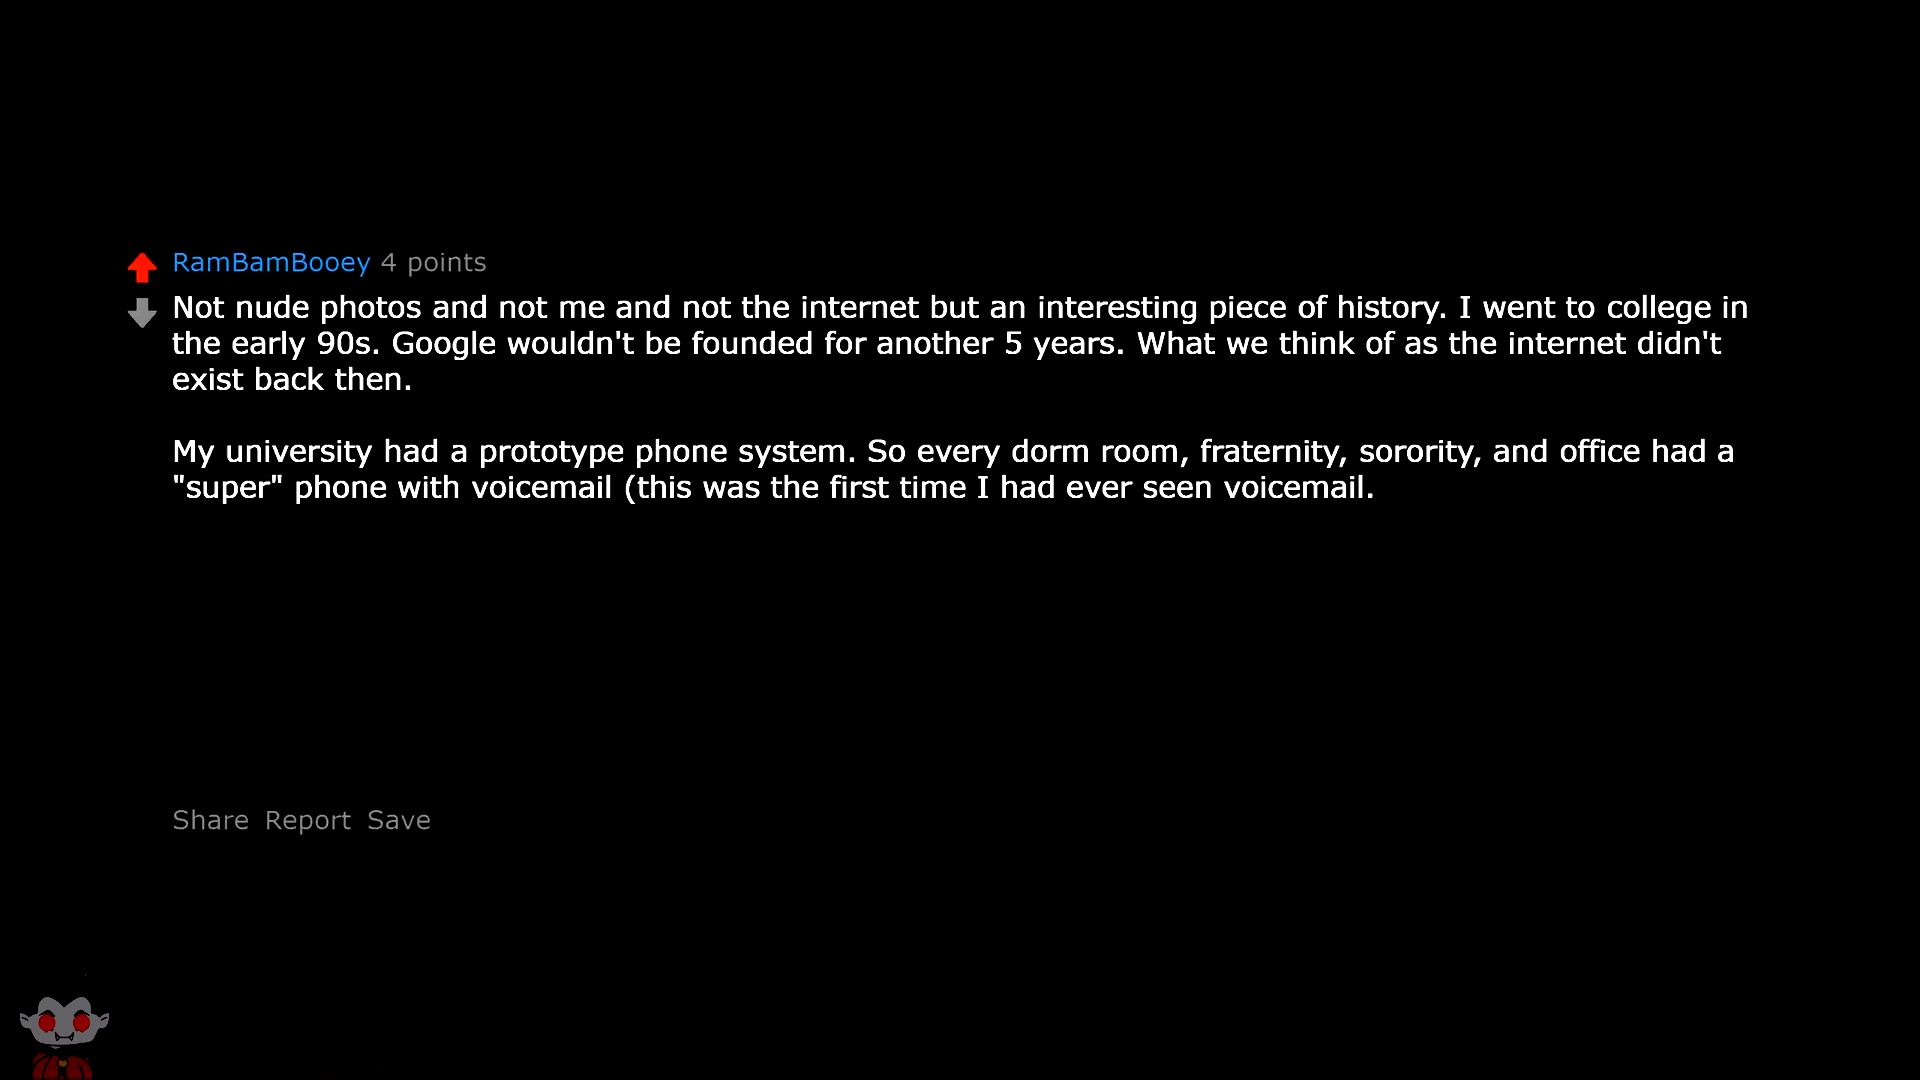 RamBamBooey 4 points
Not nude photos and not me and not the internet but an interesting piece of history. I went to college in
the early 90s. Google wouldn't be founded for another 5 years. What we think of as the internet didn't
exist back then.
My university had a prototype phone system. So every dorm room, fraternity, sorority, and office had a
"super" phone with voicemail (this was the first time I had ever seen voicemail.
Share Report Save